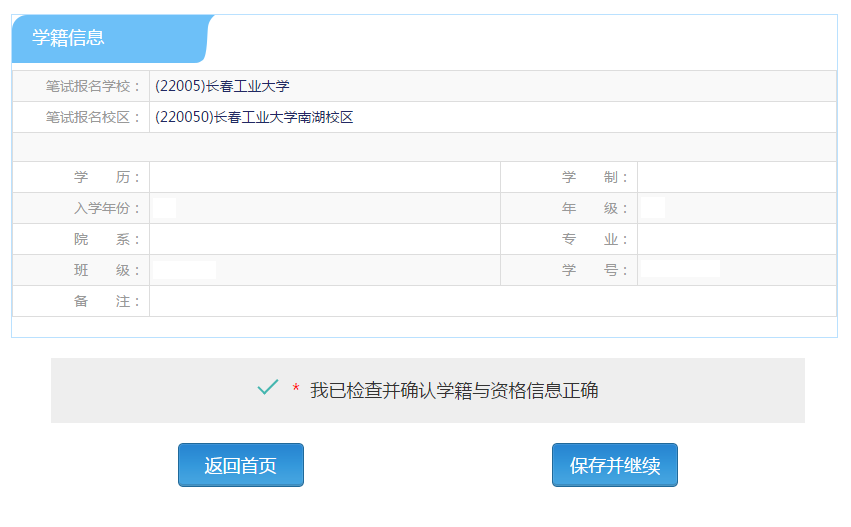 学籍信息
笔试报名学校： (22005)长春工业大学
笔试报名校区： (220050)长春工业大学南湖校区
学　　历： 学　　制：
入学年份： 年　　级：
院　　系： 专　　业：
班　　级： 学　　号：
备　　注：
* 我已检查并确认学籍与资格信息正确
返回首页 保存并继续